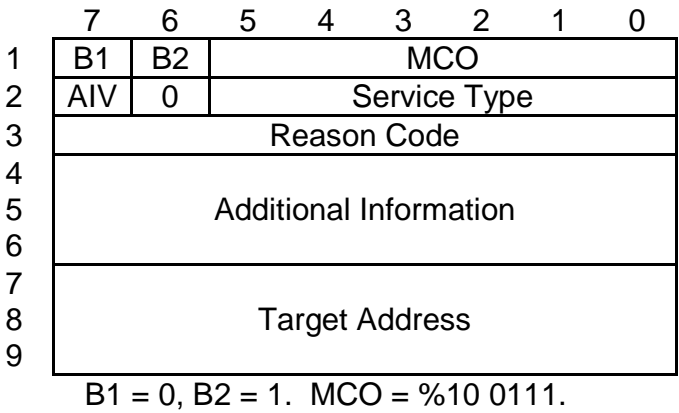 7 6 5 4 3 2 1 0
1 B1 B2 MCO
2 AIV 0 Service Type
3 Reason Code
4
5 Additional Information
6
7
8 Target Address
9
B1 = 0, B2 = 1. MCO = %10 0111.